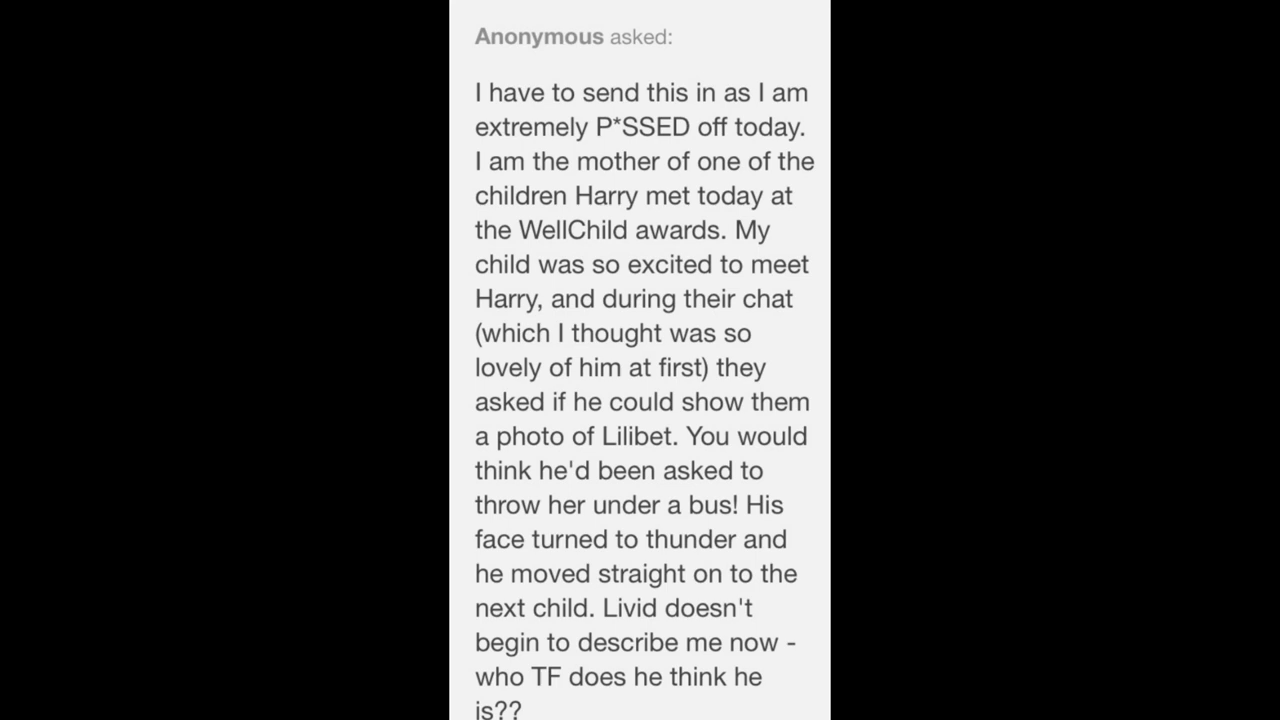 Anonymous asked:
I have to send this in as I am
extremely P*SSED off today.
I am the mother of one of the
children Harry met today at
the WellChild awards. My
child was so excited to meet
Harry, and during their chat
(which I thought was so
lovely of him at first) they
asked if he could show them
a photo of Lilibet. You would
think he'd been asked to
throw her under a bus! His
face turned to thunder and
he moved straight on to the
next child. Livid doesn't
begin to describe me now -
who TF does he think he
is??